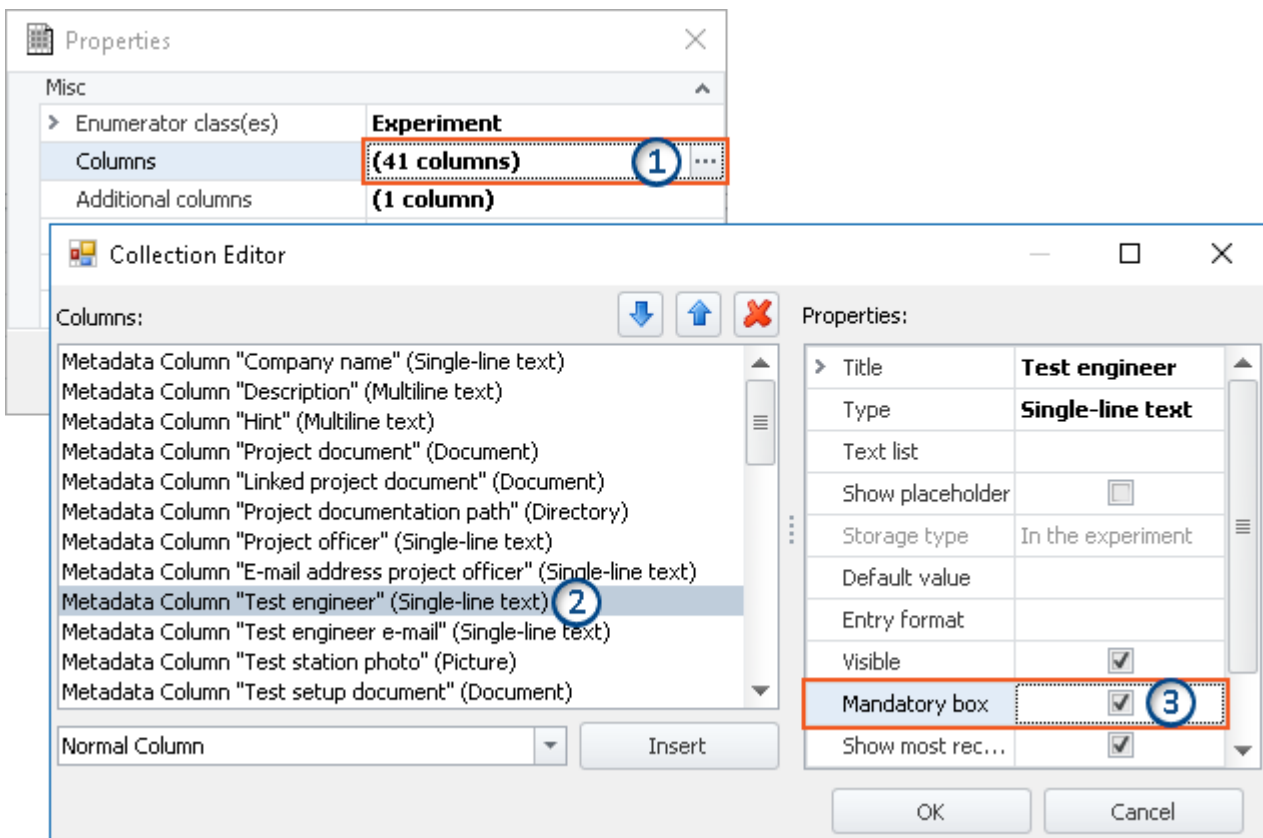 Properties
Misc
Enumerator class(es) Experiment
Columns (41 columns) 1 ...
Additional columns (1 column)
Collection Editor
Columns:
Metadata Column "Company name" (Single-line text)
Metadata Column "Description" (Multiline text)
Metadata Column "Hint" (Multiline text)
Metadata Column "Project document" (Document)
Metadata Column "Linked project document" (Document)
Metadata Column "Project documentation path" (Directory)
Metadata Column "Project officer" (Single-line text)
Metadata Column "E-mail address project officer" (Single-line text)
Metadata Column "Test engineer" (Single-line text) 2
Metadata Column "Test engineer e-mail" (Single-line text)
Metadata Column "Test station photo" (Picture)
Metadata Column "Test setup document" (Document)
Normal Column
Insert
Properties:
Title Test engineer
Type Single-line text
Text list
Show placeholder
Storage type In the experiment
Default value
Entry format
Visible
Mandatory box 3
Show most rec...
OK
Cancel